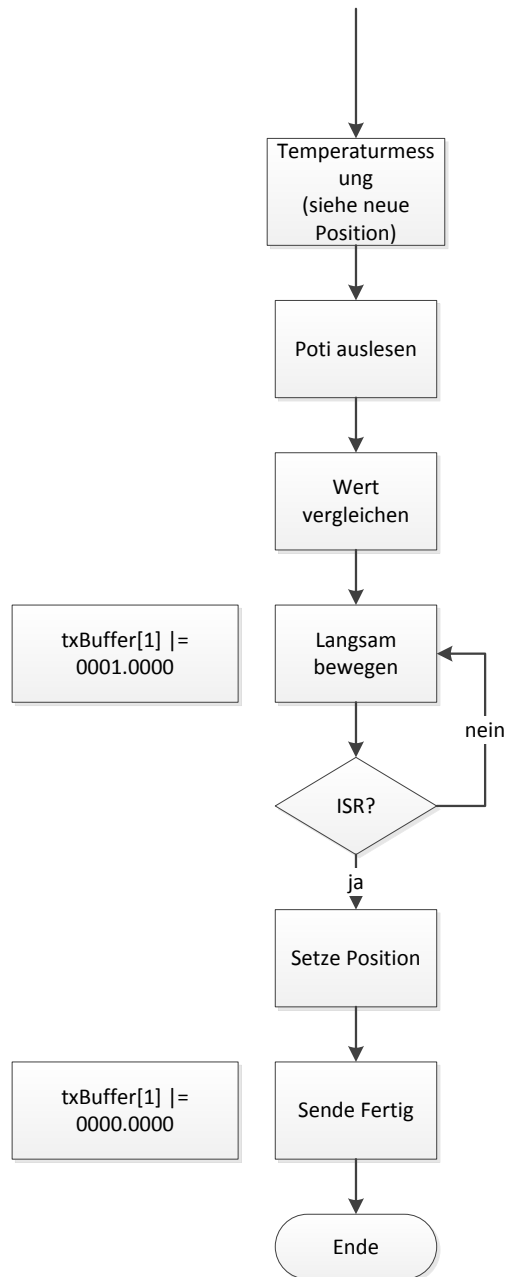 Temperaturmess
ung
(siehe neue
Position)
Poti auslesen
Wert
vergleichen
txBuffer[1] |=
0001.0000
Langsam
bewegen
nein
ISR?
ja
Setze Position
txBuffer[1] |=
0000.0000
Sende Fertig
Ende